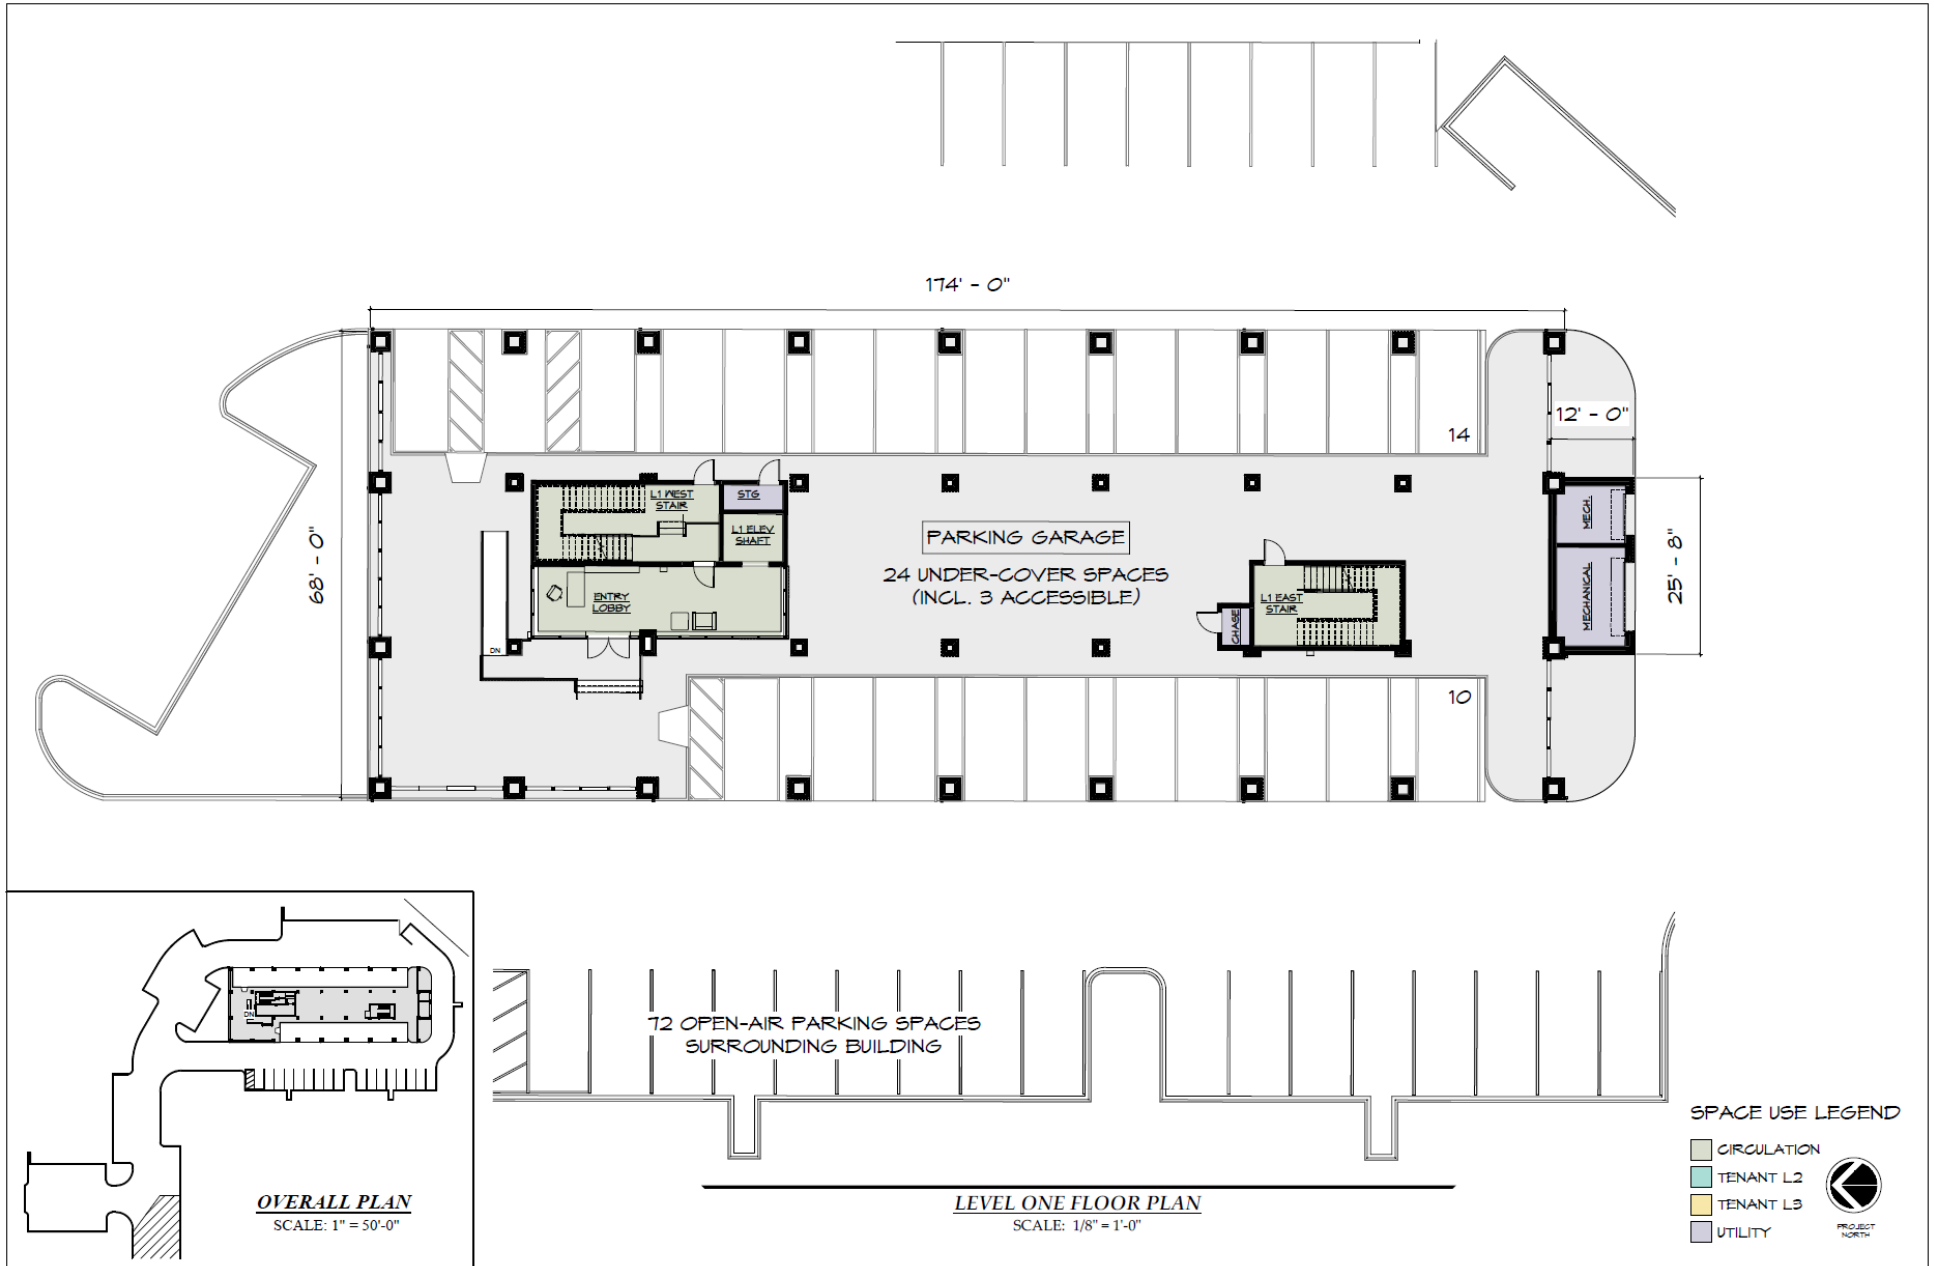 174' - 0"
12' - 0"
14
68' - 0"
25' - 8"
L1 WEST
STAIR
STG
L1 ELEV
SHAFT
ENTRY
LOBBY
DN
PARKING GARAGE
24 UNDER-COVER SPACES
(INCL. 3 ACCESSIBLE)
L1 EAST
STAIR
CHASE
MECH.
MECHANICAL
10
DN
OVERALL PLAN
SCALE: 1" = 50'-0"
72 OPEN-AIR PARKING SPACES
SURROUNDING BUILDING
LEVEL ONE FLOOR PLAN
SCALE: 1/8" = 1'-0"
SPACE USE LEGEND
CIRCULATION
TENANT L2
TENANT L3
UTILITY
PROJECT
NORTH